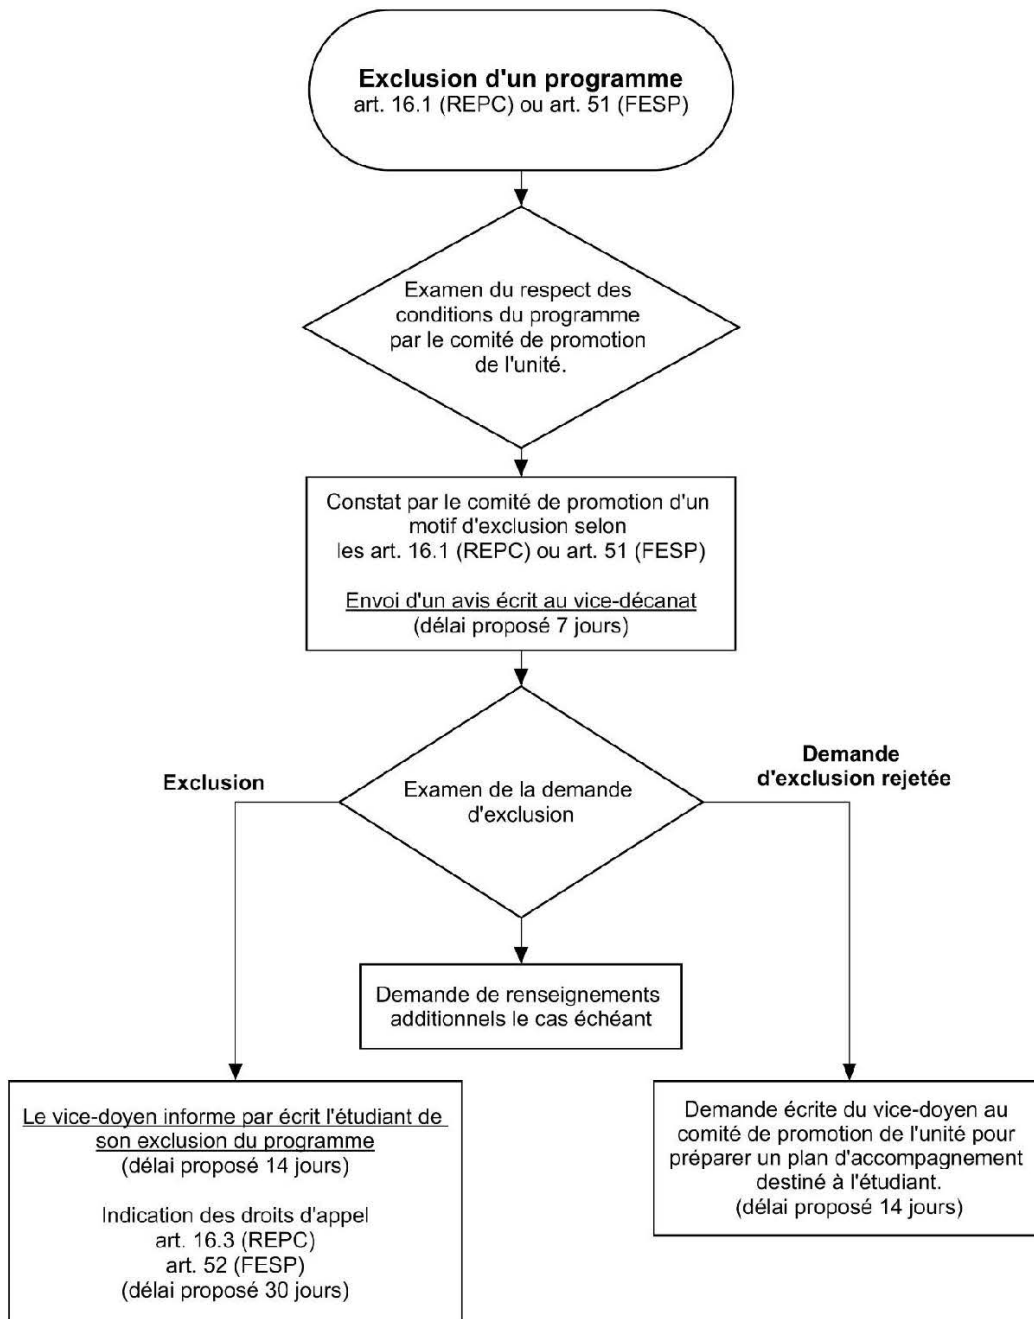 Exclusion d'un programme
art. 16.1 (REPC) ou art. 51 (FESP)
Examen du respect des
conditions du programme
par le comité de promotion
de l'unité.
Constat par le comité de promotion d'un
motif d'exclusion selon
les art. 16.1 (REPC) ou art. 51 (FESP)
Envoi d'un avis écrit au vice-décanat
(délai proposé 7 jours)
Exclusion
Examen de la demande
d'exclusion
Demande
d'exclusion rejetée
Demande de renseignements
additionnels le cas échéant
Le vice-doyen informe par écrit l'étudiant de
son exclusion du programme
(délai proposé 14 jours)
Indication des droits d'appel
art. 16.3 (REPC)
art. 52 (FESP)
(délai proposé 30 jours)
Demande écrite du vice-doyen au
comité de promotion de l'unité pour
préparer un plan d'accompagnement
destiné à l'étudiant.
(délai proposé 14 jours)